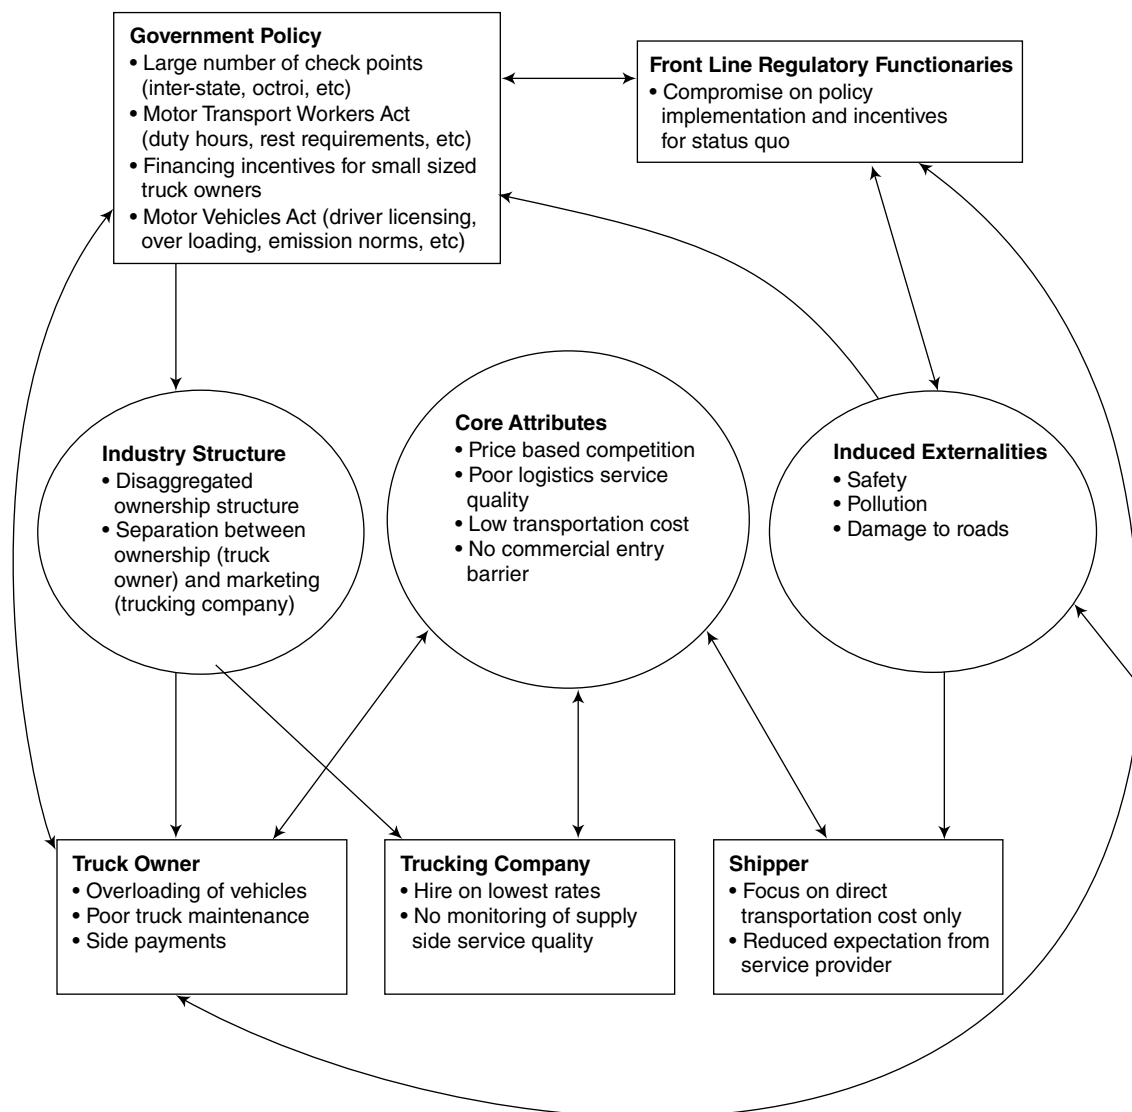 Government Policy
• Large number of check points
(inter-state, octroi, etc)
• Motor Transport Workers Act
(duty hours, rest requirements, etc)
• Financing incentives for small sized
truck owners
• Motor Vehicles Act (driver licensing,
over loading, emission norms, etc)
Front Line Regulatory Functionaries
• Compromise on policy
implementation and incentives
for status quo
Industry Structure
• Disaggregated
ownership structure
• Separation between
ownership (truck
owner) and marketing
(trucking company)
Core Attributes
• Price based competition
• Poor logistics service
quality
• Low transportation cost
• No commercial entry
barrier
Induced Externalities
• Safety
• Pollution
• Damage to roads
Truck Owner
• Overloading of vehicles
• Poor truck maintenance
• Side payments
Trucking Company
• Hire on lowest rates
• No monitoring of supply
side service quality
Shipper
• Focus on direct
transportation cost only
• Reduced expectation from
service provider